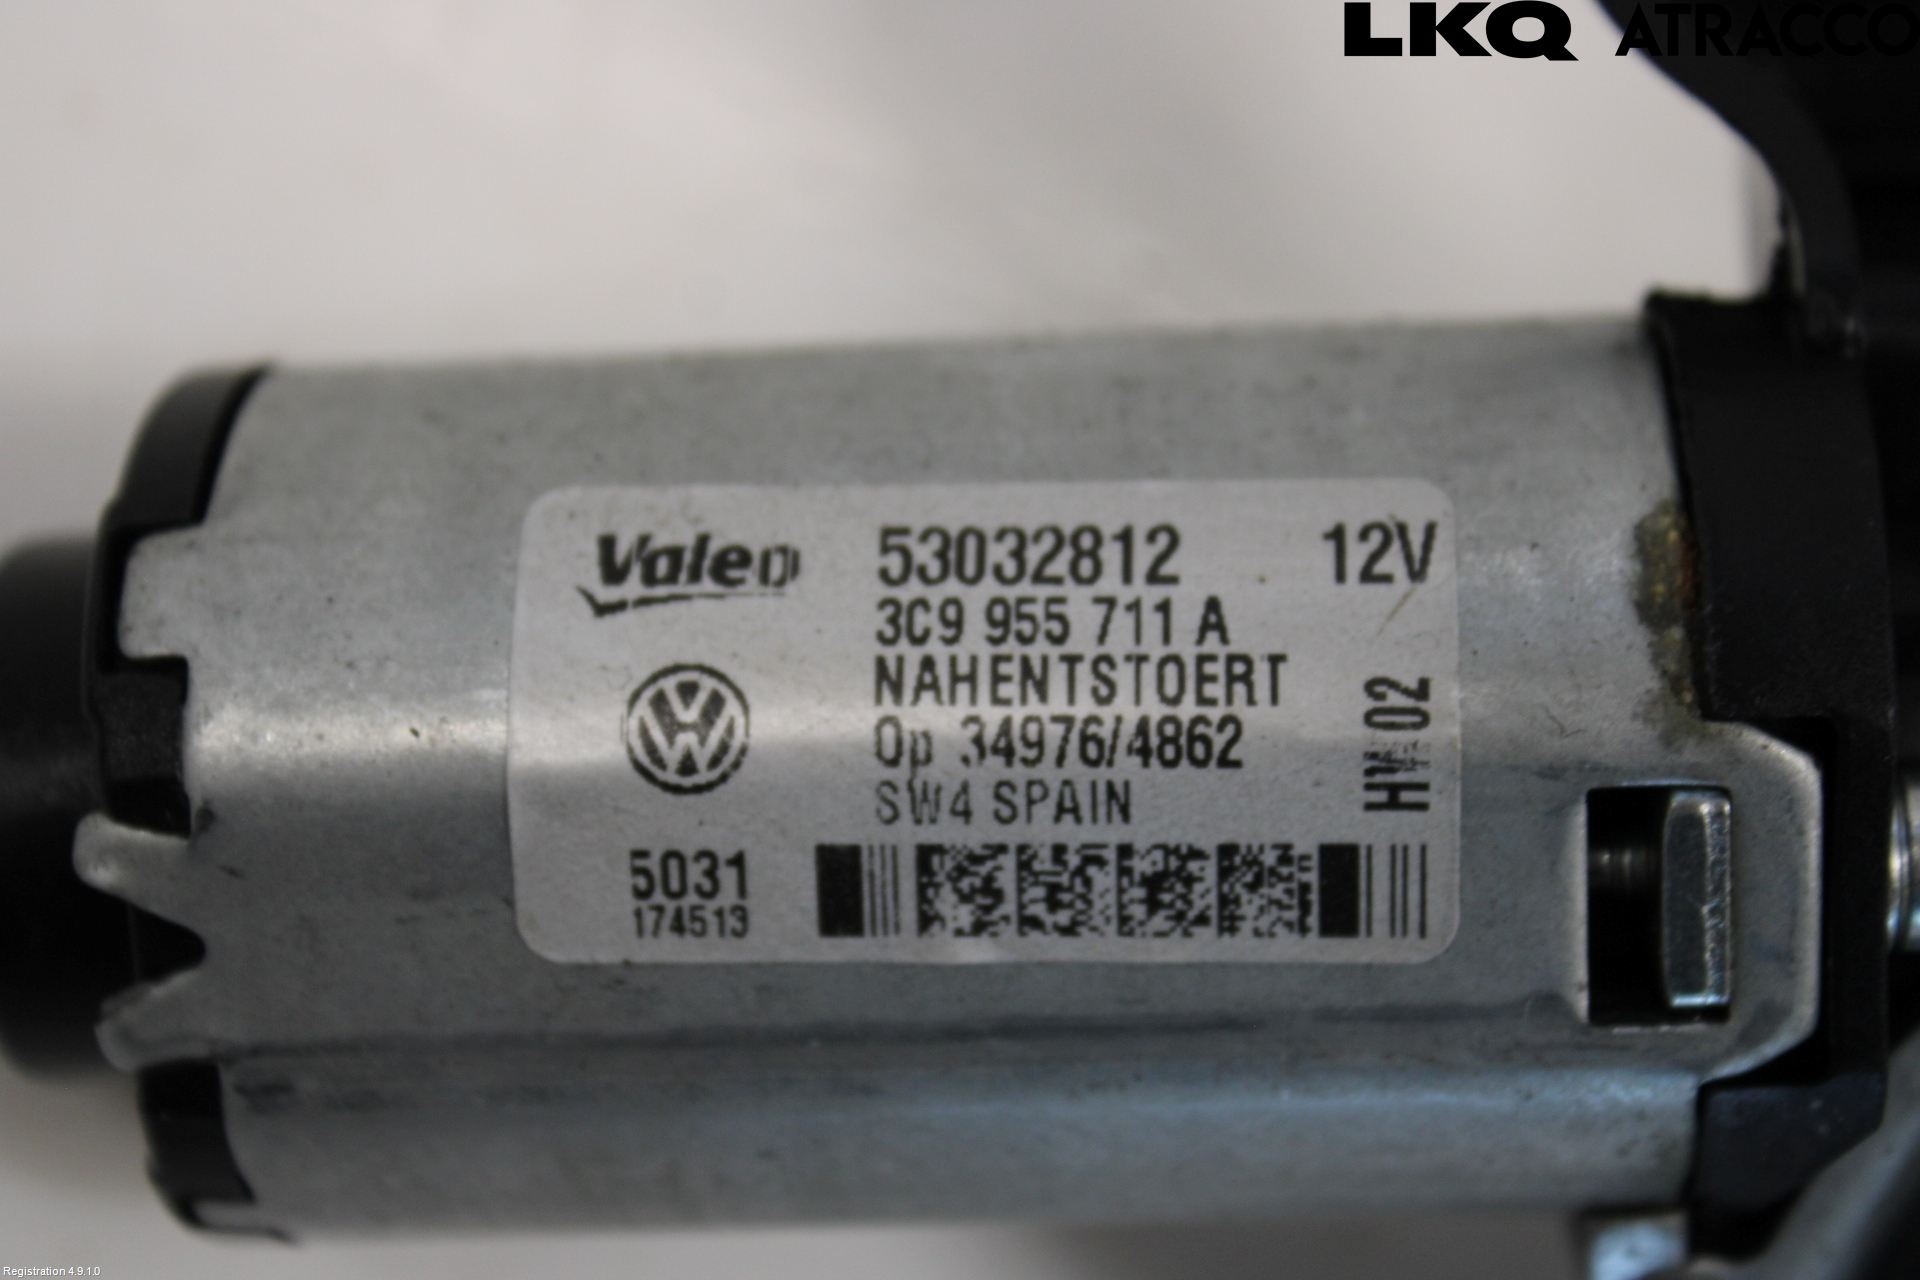 LKQ ATRACCO
Valeo 53032812 12V
3C9 955 711 A
NAHENTSTOERT
Op 34976/4862
SW4 SPAIN
HW 02
5031
174513
Registration 4.9.1.0